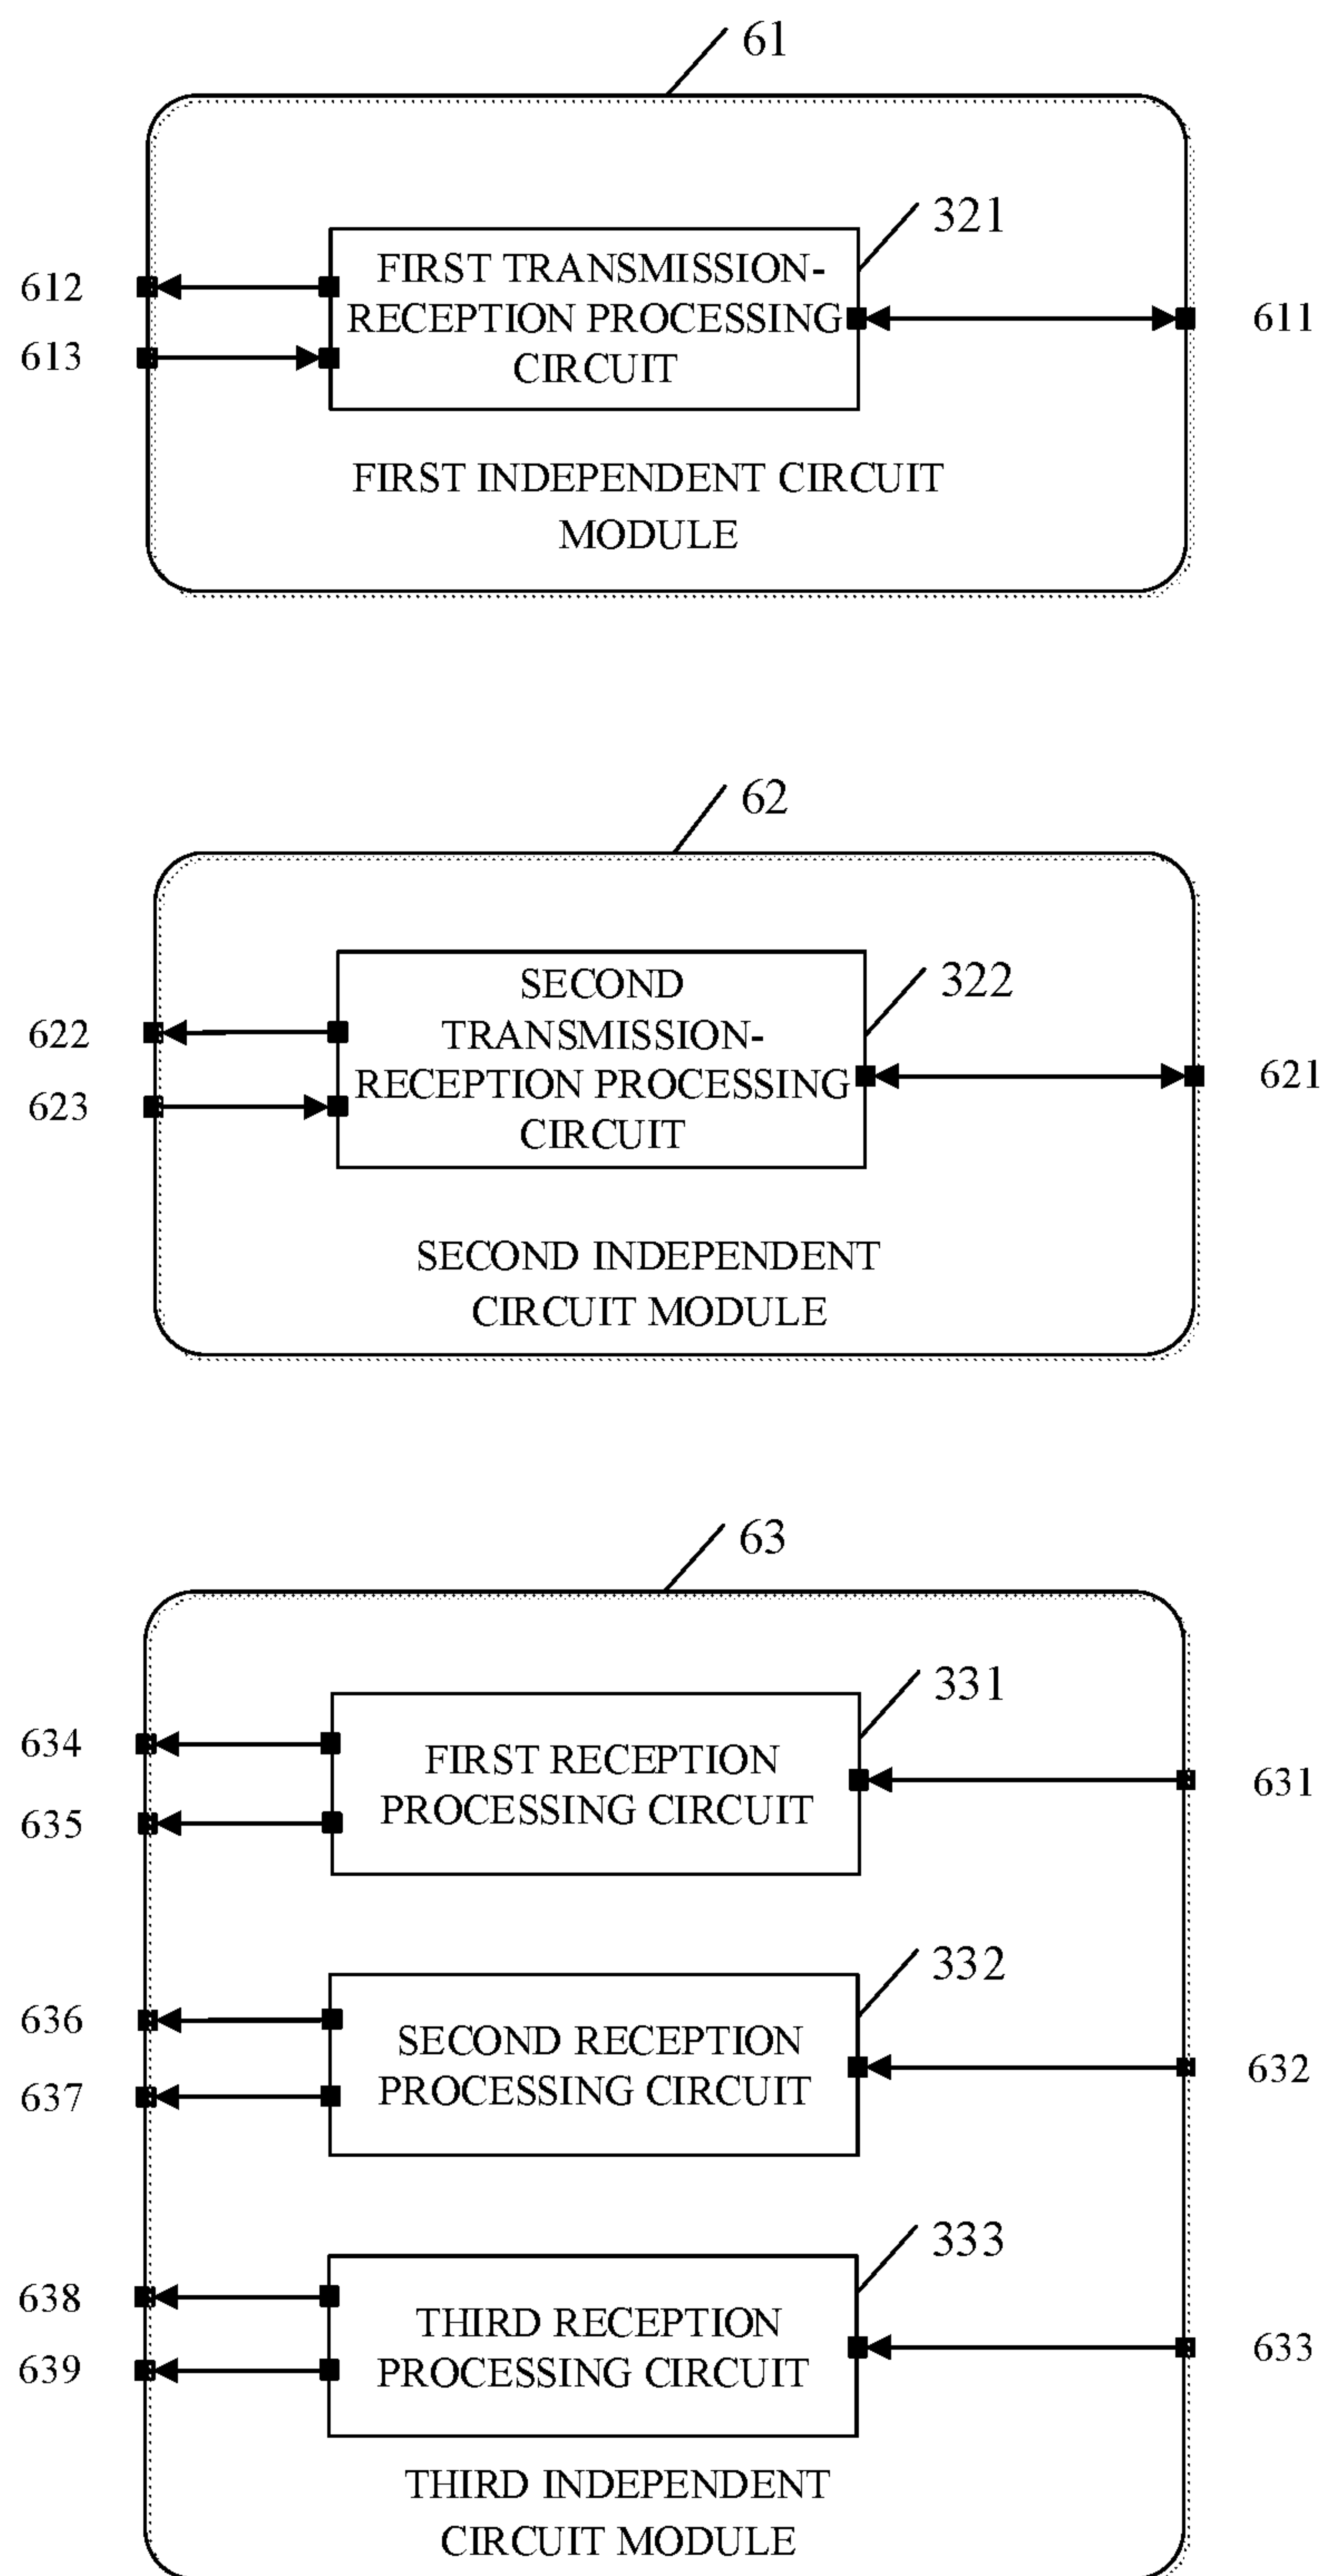 61
321
FIRST TRANSMISSION-
RECEPTION PROCESSING
CIRCUIT
612
613
611
FIRST INDEPENDENT CIRCUIT
MODULE
62
322
SECOND
TRANSMISSION-
RECEPTION PROCESSING
CIRCUIT
622
623
621
SECOND INDEPENDENT
CIRCUIT MODULE
63
331
634
635
FIRST RECEPTION
PROCESSING CIRCUIT
631
332
636
637
SECOND RECEPTION
PROCESSING CIRCUIT
632
333
638
639
THIRD RECEPTION
PROCESSING CIRCUIT
633
THIRD INDEPENDENT
CIRCUIT MODULE